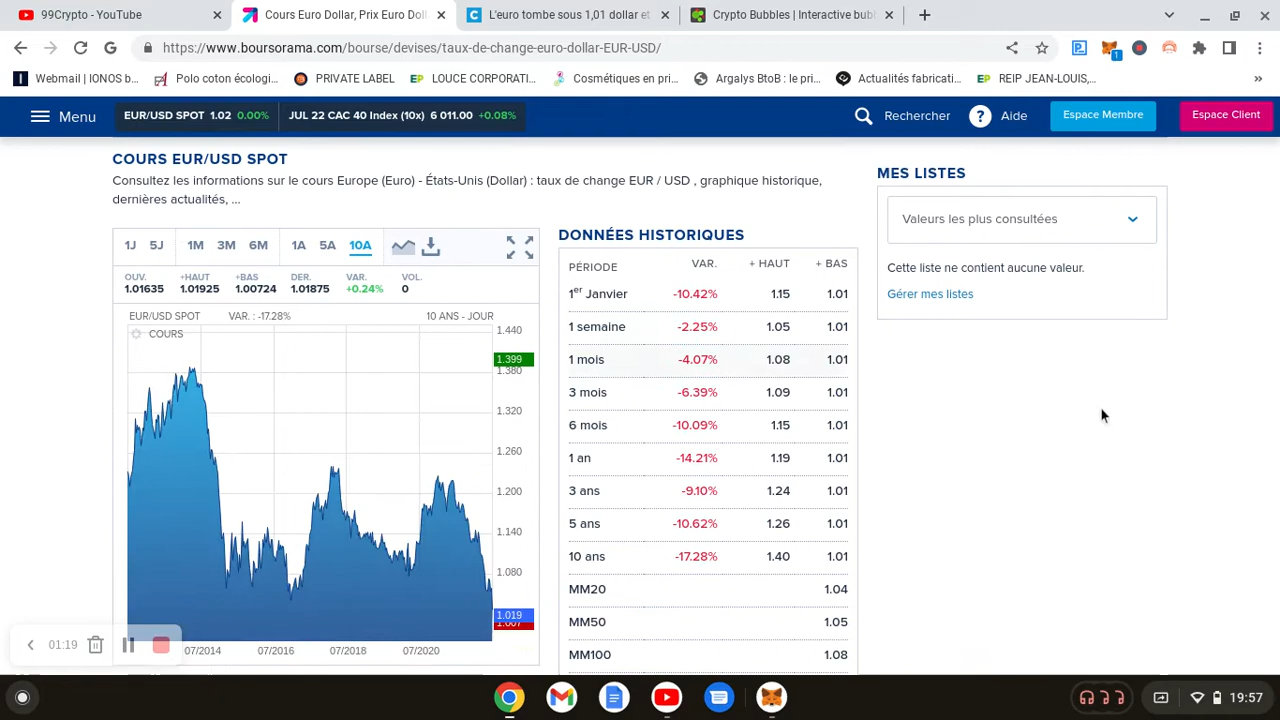 99Crypto - YouTube
Cours Euro Dollar, Prix Euro Doll
L'euro tombe sous 1,01 dollar et
Crypto Bubbles | Interactive bub
https://www.boursorama.com/bourse/devises/taux-de-change-euro-dollar-EUR-USD/
1
Webmail | IONOS b...
Polo coton écologi...
PRIVATE LABEL
EP LOUCE CORPORATI...
Cosmétiques en pri...
Argalys BtoB : le pri...
Actualités fabricati...
EP REIP JEAN-LOUIS,...
»
Menu
EUR/USD SPOT 1.02 0.00%
JUL 22 CAC 40 Index (10x) 6 011.00 +0.08%
Rechercher
? Aide
Espace Membre
Espace Client
COURS EUR/USD SPOT
Consultez les informations sur le cours Europe (Euro) - États-Unis (Dollar) : taux de change EUR / USD , graphique historique,
dernières actualités, ...
1J 5J 1M 3M 6M 1A 5A 10A
OUV. +HAUT +BAS DER. VAR. VOL.
1.01635 1.01925 1.00724 1.01875 +0.24% 0
EUR/USD SPOT VAR. : -17.28% 10 ANS - JOUR
COURS
1.440
1.399
1.380
1.320
1.260
1.200
1.140
1.080
1.019
1.007
07/2014 07/2016 07/2018 07/2020
DONNÉES HISTORIQUES
PÉRIODE VAR. + HAUT + BAS
1er Janvier -10.42% 1.15 1.01
1 semaine -2.25% 1.05 1.01
1 mois -4.07% 1.08 1.01
3 mois -6.39% 1.09 1.01
6 mois -10.09% 1.15 1.01
1 an -14.21% 1.19 1.01
3 ans -9.10% 1.24 1.01
5 ans -10.62% 1.26 1.01
10 ans -17.28% 1.40 1.01
MM20 1.04
MM50 1.05
MM100 1.08
MES LISTES
Valeurs les plus consultées
Cette liste ne contient aucune valeur.
Gérer mes listes
01:19
19:57